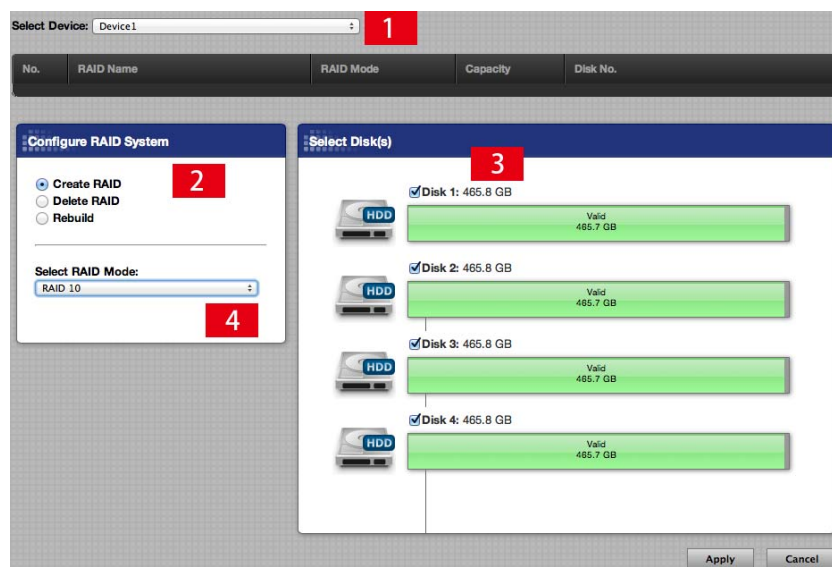 Select Device: Device1
1
No. RAID Name RAID Mode Capacity Disk No.
Configure RAID System
2
Create RAID
Delete RAID
Rebuild
Select RAID Mode:
RAID 10
4
Select Disk(s)
3
Disk 1: 465.8 GB
HDD
Valid
465.7 GB
Disk 2: 465.8 GB
HDD
Valid
465.7 GB
Disk 3: 465.8 GB
HDD
Valid
465.7 GB
Disk 4: 465.8 GB
HDD
Valid
465.7 GB
Apply Cancel